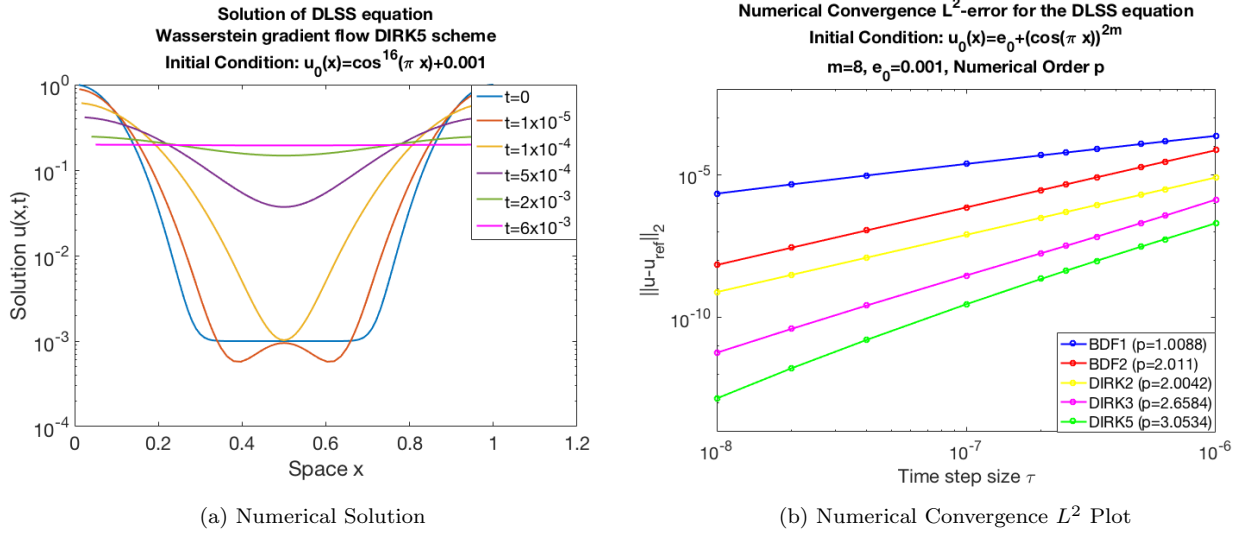 Solution of DLSS equation
Wasserstein gradient flow DIRK5 scheme
Initial Condition: u₀(x)=cos¹⁶(π x)+0.001
10⁰
10⁻¹
10⁻²
10⁻³
10⁻⁴
Solution u(x,t)
0
0.2
0.4
0.6
0.8
1
1.2
Space x
t=0
t=1x10⁻⁵
t=1x10⁻⁴
t=5x10⁻⁴
t=2x10⁻³
t=6x10⁻³
(a) Numerical Solution
Numerical Convergence L²-error for the DLSS equation
Initial Condition: u₀(x)=e₀+(cos(π x))²ᵐ
m=8, e₀=0.001, Numerical Order p
10⁻⁵
10⁻¹⁰
||u-u_ref||₂
10⁻⁸
10⁻⁷
10⁻⁶
Time step size τ
BDF1 (p=1.0088)
BDF2 (p=2.011)
DIRK2 (p=2.0042)
DIRK3 (p=2.6584)
DIRK5 (p=3.0534)
(b) Numerical Convergence L² Plot